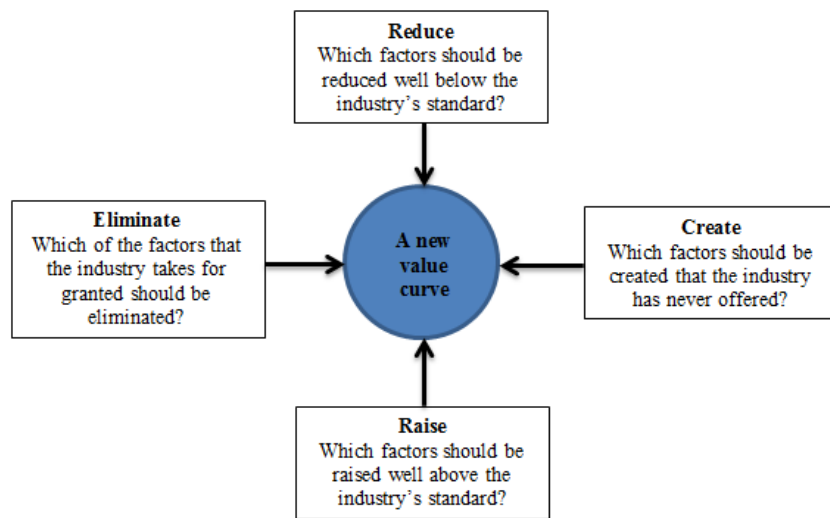 Reduce
Which factors should be
reduced well below the
industry's standard?
Eliminate
Which of the factors that
the industry takes for
granted should be
eliminated?
A new
value
curve
Create
Which factors should be
created that the industry
has never offered?
Raise
Which factors should be
raised well above the
industry's standard?